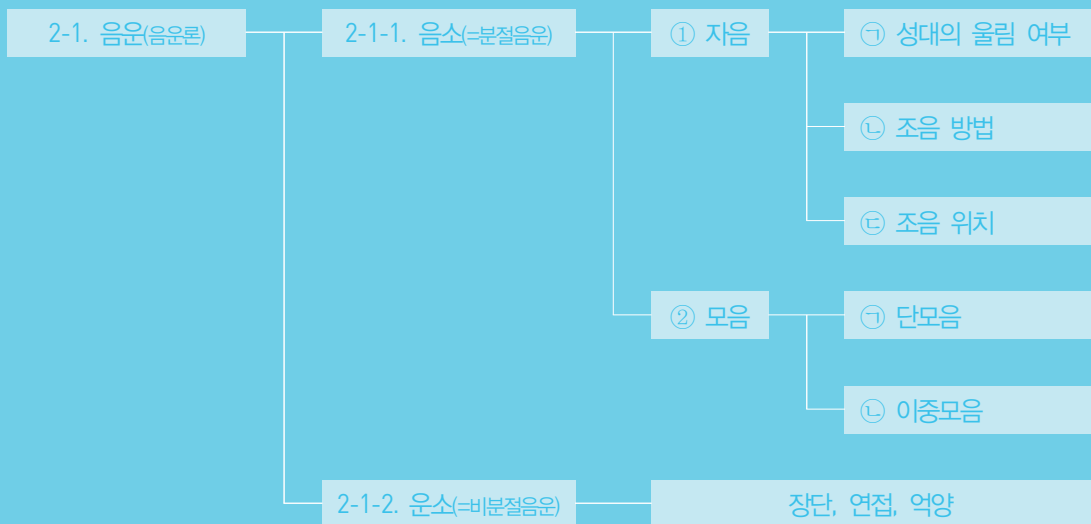 2-1. 음운(음운론)
2-1-1. 음소(=분절음운)
① 자음
㉠ 성대의 울림 여부
㉡ 조음 방법
㉢ 조음 위치
② 모음
㉠ 단모음
㉡ 이중모음
2-1-2. 운소(=비분절음운)
장단, 연접, 억양